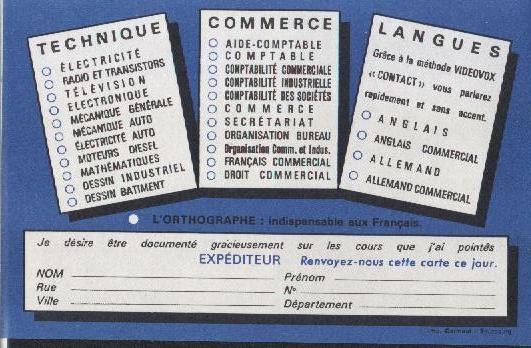 TECHNIQUE
ÉLECTRICITÉ
RADIO ET TRANSISTORS
TÉLÉVISION
ELECTRONIQUE
MÉCANIQUE GÉNÉRALE
MÉCANIQUE AUTO
ÉLECTRICITÉ AUTO
MOTEURS DIESEL
MATHÉMATIQUES
DESSIN INDUSTRIEL
DESSIN BATIMENT
COMMERCE
AIDE-COMPTABLE
COMPTABLE
COMPTABILITÉ COMMERCIALE
COMPTABILITÉ INDUSTRIELLE
COMPTABILITÉ DES SOCIÉTÉS
COMMERCE
SECRÉTARIAT
ORGANISATION BUREAU
Organisation Comm. et Indus.
FRANÇAIS COMMERCIAL
DROIT COMMERCIAL
LANGUES
Grâce à la méthode VIDEOVOX
«CONTACT» vous parlerez
rapidement et sans accent.
ANGLAIS
ANGLAIS COMMERCIAL
ALLEMAND
ALLEMAND COMMERCIAL
L'ORTHOGRAPHE : indispensable aux Français.
Je désire être documenté gracieusement sur les cours que j'ai pointés
EXPÉDITEUR Renvoyez-nous cette carte ce jour.
NOM Prénom
Rue N°
Ville Département